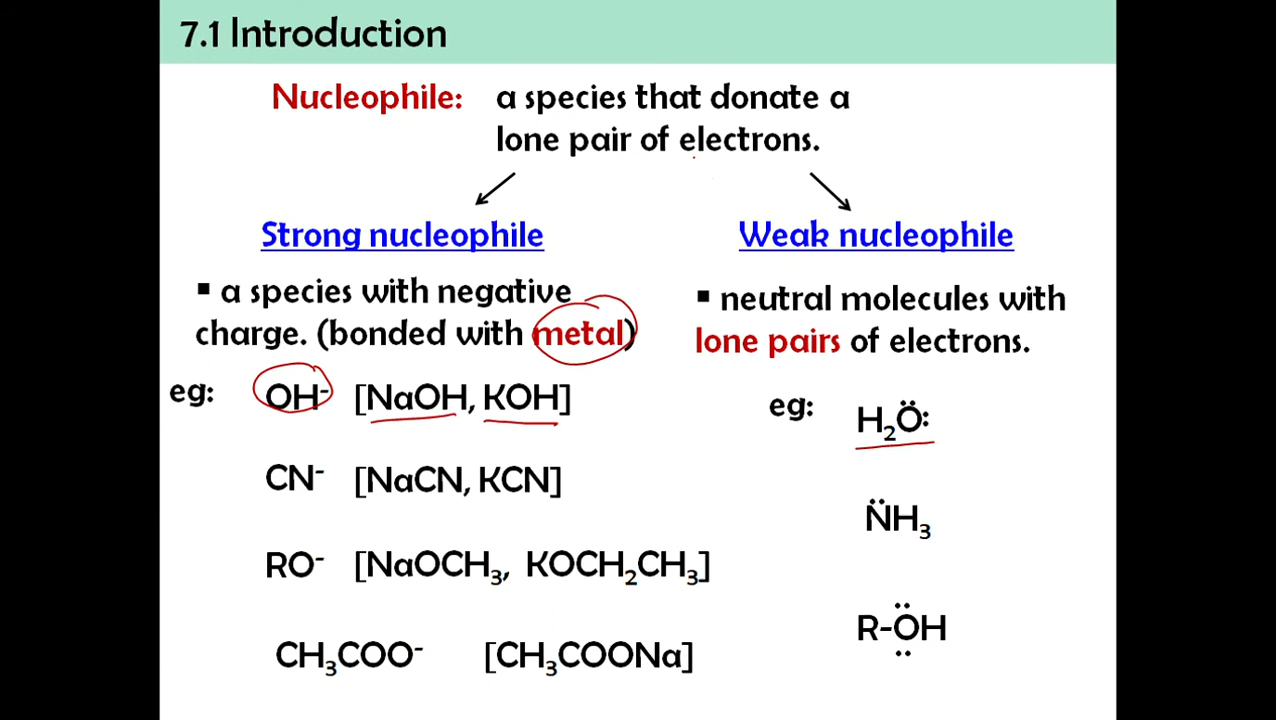 7.1 Introduction
Nucleophile: a species that donate a
lone pair of electrons.
Strong nucleophile
▪ a species with negative
charge. (bonded with metal)
eg: OH⁻ [NaOH, KOH]
CN⁻ [NaCN, KCN]
RO⁻ [NaOCH₃, KOCH₂CH₃]
CH₃COO⁻ [CH₃COONa]
Weak nucleophile
▪ neutral molecules with
lone pairs of electrons.
eg: H₂Ö:
N̈H₃
R-Ö̤H